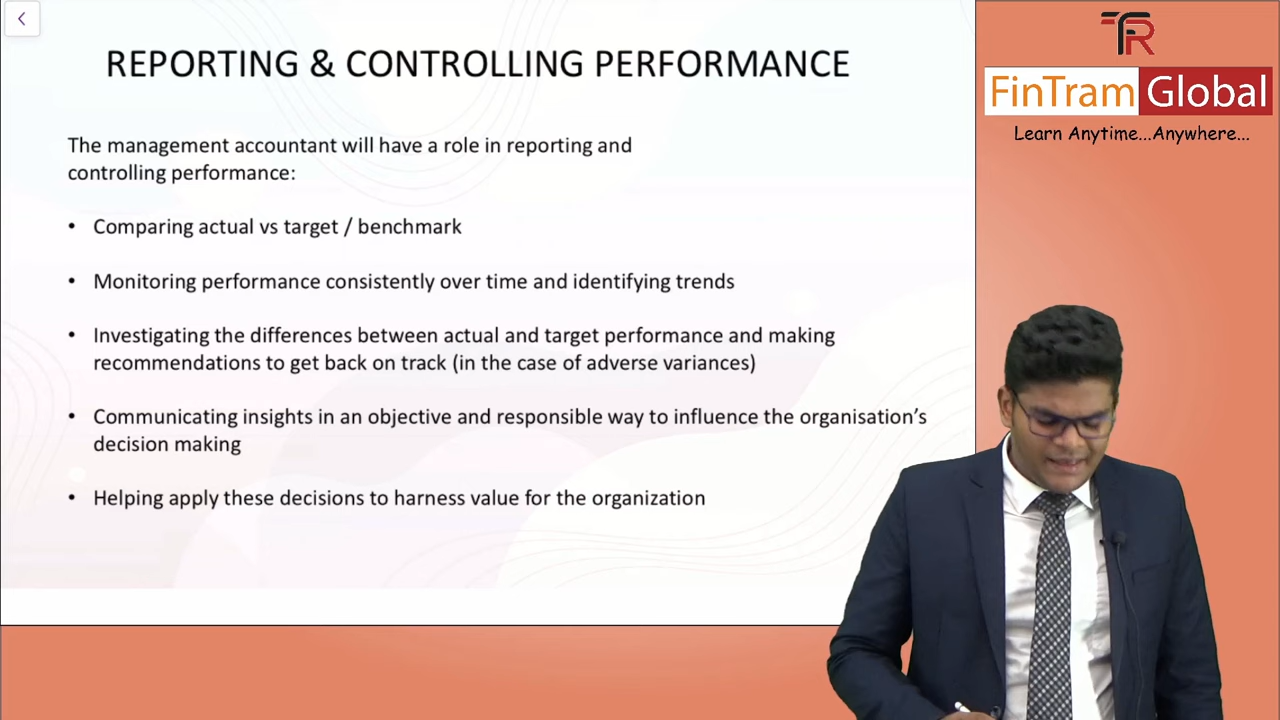 REPORTING & CONTROLLING PERFORMANCE
The management accountant will have a role in reporting and
controlling performance:
• Comparing actual vs target / benchmark
• Monitoring performance consistently over time and identifying trends
• Investigating the differences between actual and target performance and making
recommendations to get back on track (in the case of adverse variances)
• Communicating insights in an objective and responsible way to influence the organisation’s
decision making
• Helping apply these decisions to harness value for the organization
FinTram Global
Learn Anytime...Anywhere...